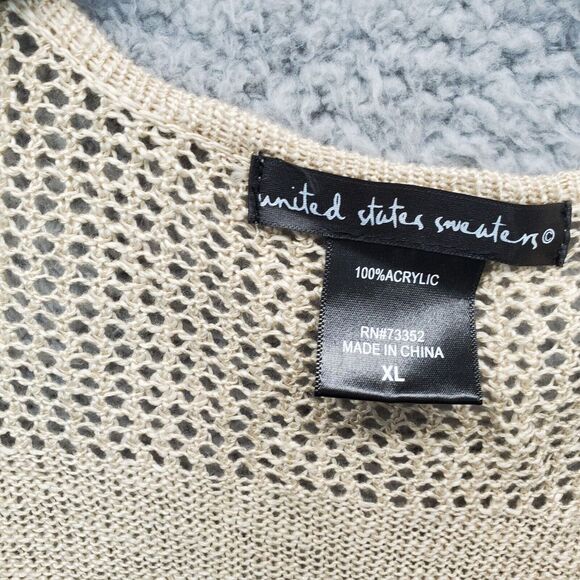 united states sweaters©
100%ACRYLIC
RN#73352
MADE IN CHINA
XL